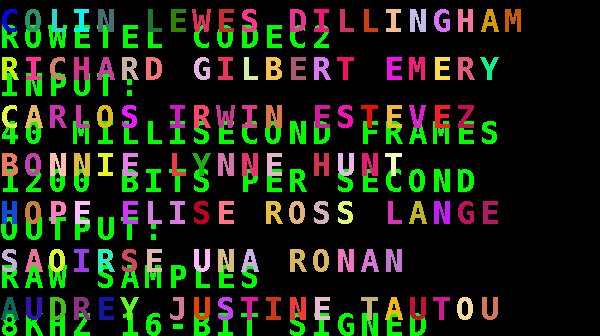 COLIN LEWES DILLINGHAM
ROWETEL CODEC2
RICHARD GILBERT EMERY
INPUT:
CARLOS IRWIN ESTEVEZ
40 MILLISECOND FRAMES
BONNIE LYNNE HUNT
1200 BITS PER SECOND
HOPE ELISE ROSS LANGE
OUTPUT:
SAOIRSE UNA RONAN
RAW SAMPLES
AUDREY JUSTINE TAUTOU
8KHZ 16-BIT SIGNED